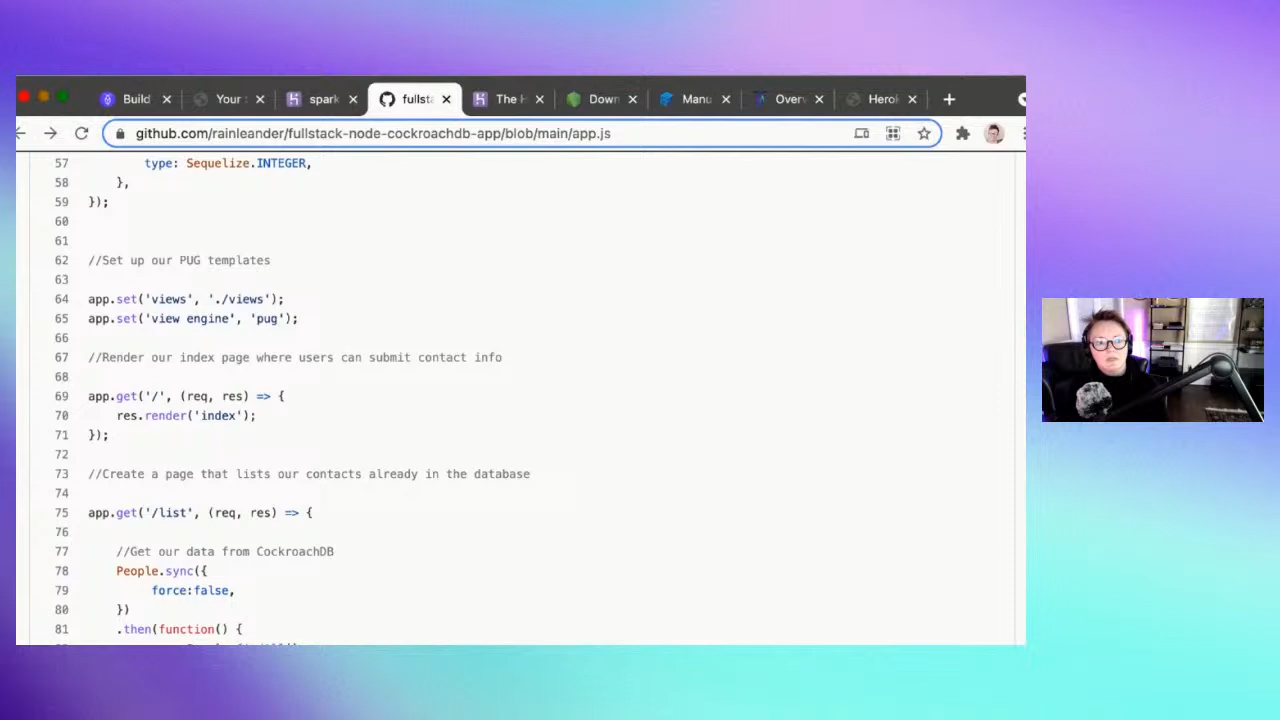 Build
Your
spark
fullsta
The H
Down
Manu
Overv
Herok
github.com/rainleander/fullstack-node-cockroachdb-app/blob/main/app.js
57 type: Sequelize.INTEGER,
58 },
59 });
60
61
62 //Set up our PUG templates
63
64 app.set('views', './views');
65 app.set('view engine', 'pug');
66
67 //Render our index page where users can submit contact info
68
69 app.get('/', (req, res) => {
70 res.render('index');
71 });
72
73 //Create a page that lists our contacts already in the database
74
75 app.get('/list', (req, res) => {
76
77 //Get our data from CockroachDB
78 People.sync({
79 force:false,
80 })
81 .then(function() {